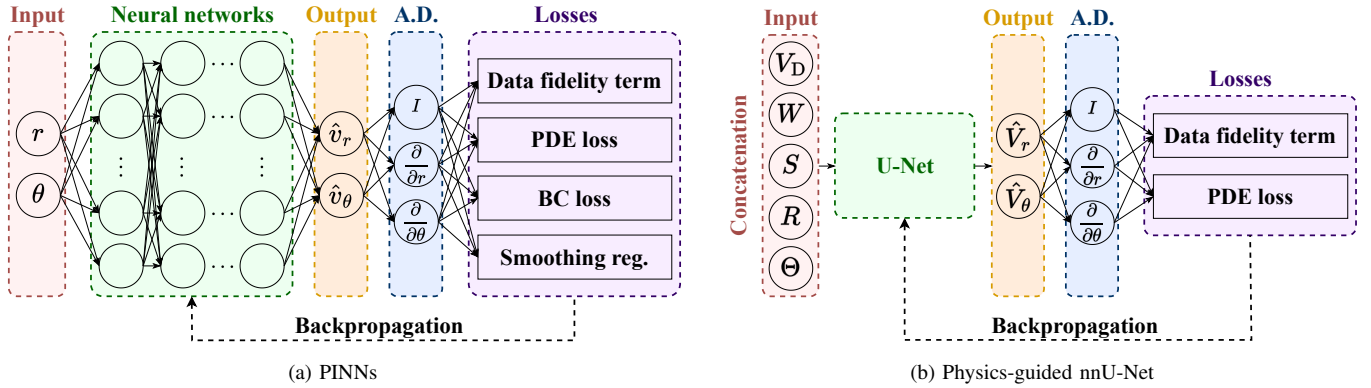 Input
Neural networks
Output
A.D.
Losses
r
θ
⋯
⋯
⋮
⋮
⋮
⋯
⋯
v̂_r
v̂_θ
I
∂/∂r
∂/∂θ
Data fidelity term
PDE loss
BC loss
Smoothing reg.
Backpropagation
(a) PINNs
Input
Output
A.D.
Losses
Concatenation
V_D
W
S
R
Θ
U-Net
V̂_r
V̂_θ
I
∂/∂r
∂/∂θ
Data fidelity term
PDE loss
Backpropagation
(b) Physics-guided nnU-Net